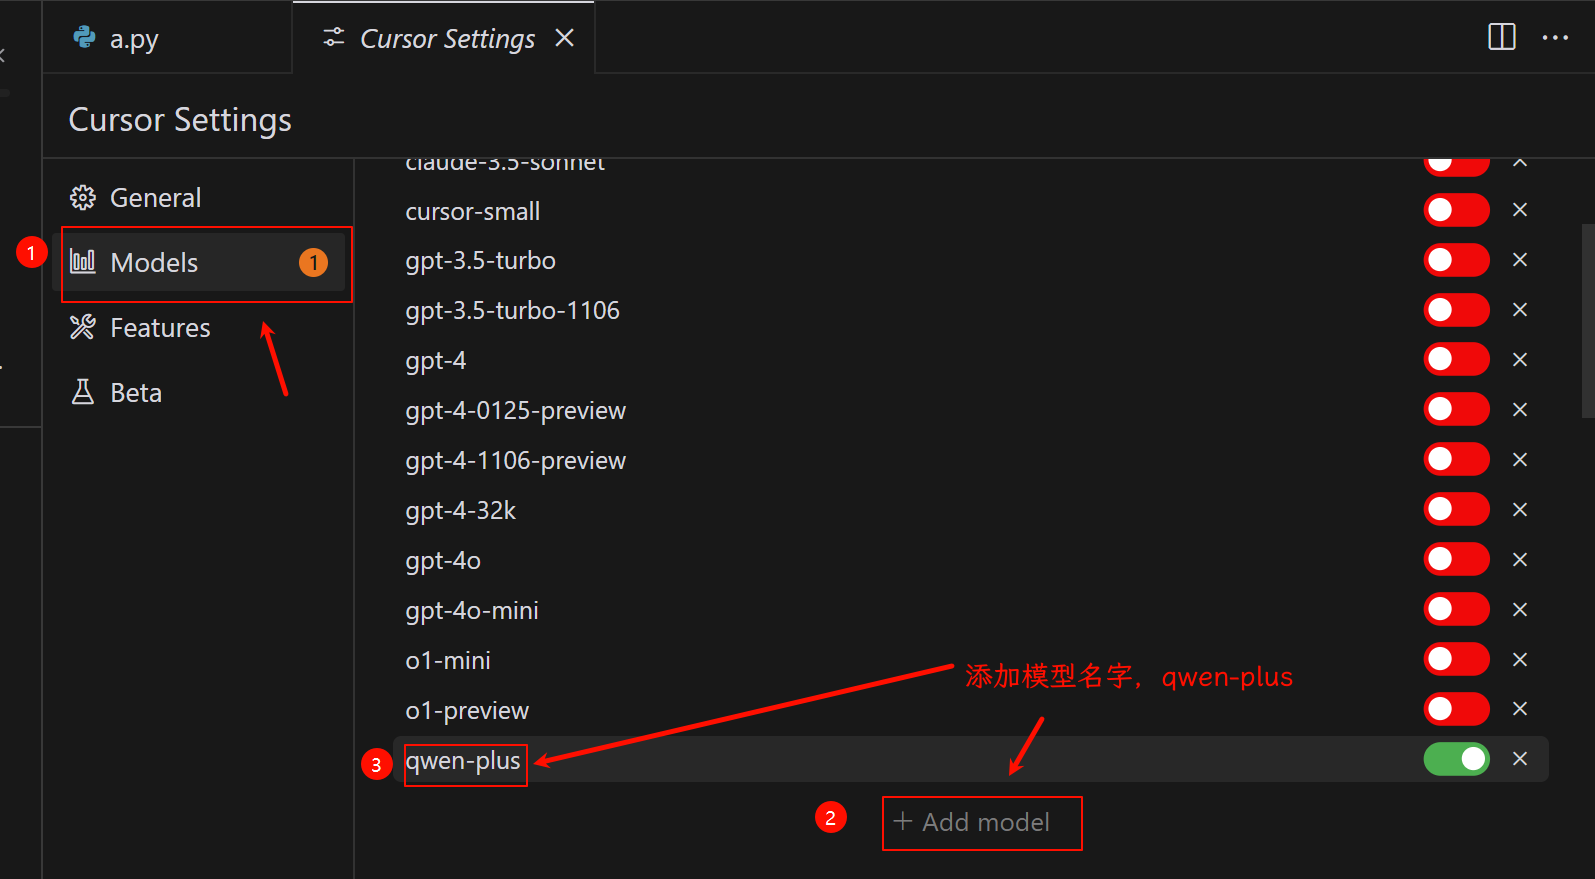 a.py
Cursor Settings
Cursor Settings
General
1
Models
1
Features
Beta
claude-3.5-sonnet
cursor-small
gpt-3.5-turbo
gpt-3.5-turbo-1106
gpt-4
gpt-4-0125-preview
gpt-4-1106-preview
gpt-4-32k
gpt-4o
gpt-4o-mini
o1-mini
添加模型名字，qwen-plus
o1-preview
3
qwen-plus
2
+ Add model